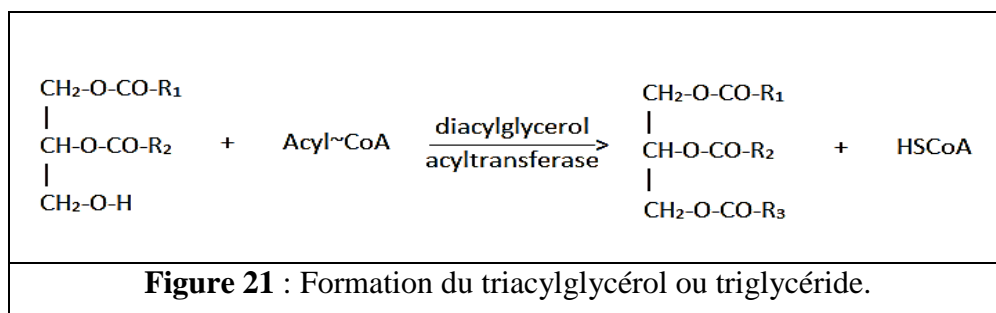 CH₂-O-CO-R₁
|
CH-O-CO-R₂
|
CH₂-O-H
+ Acyl~CoA
diacylglycerol
acyltransferase
CH₂-O-CO-R₁
|
CH-O-CO-R₂
|
CH₂-O-CO-R₃
+ HSCoA
Figure 21 : Formation du triacylglycérol ou triglycéride.